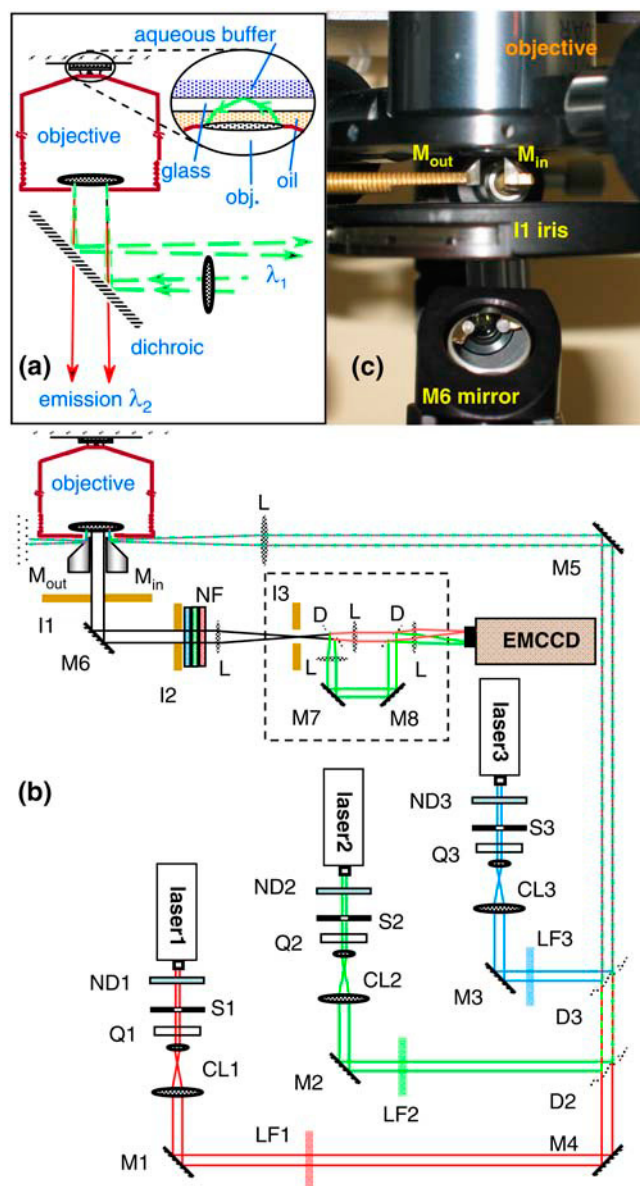 aqueous buffer
objective
glass
obj.
oil
λ1
dichroic
(a)
emission λ2
objective
Mout
Min
I1 iris
(c)
M6 mirror
objective
L
M5
Mout
Min
NF
I3
D
L
D
I1
M6
I2
L
L
L
EMCCD
M7
M8
(b)
laser3
ND3
S3
Q3
CL3
LF3
M3
D3
laser2
ND2
S2
Q2
CL2
M2
LF2
D2
laser1
ND1
S1
Q1
CL1
LF1
M4
M1